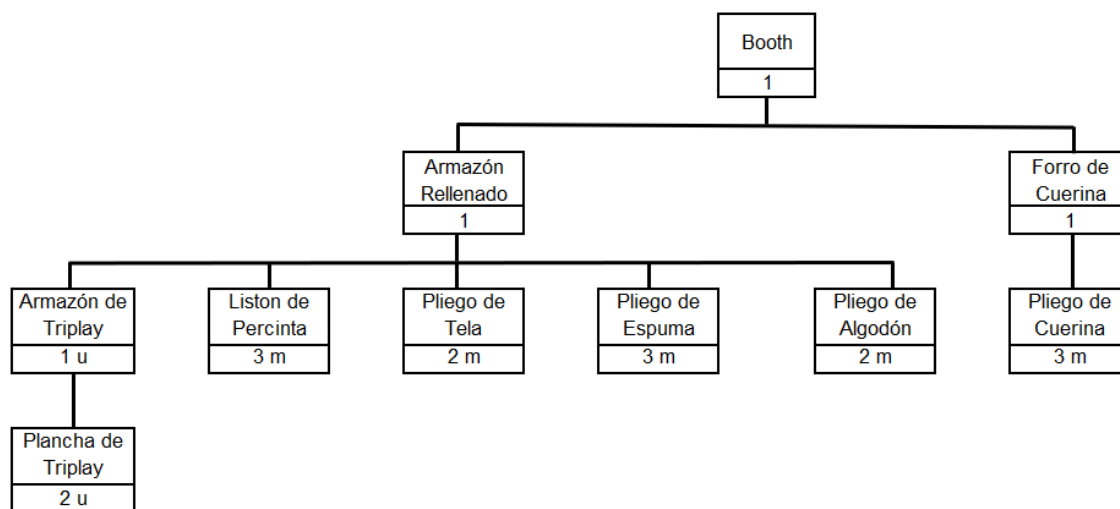 Booth
1
Armazón
Rellenado
1
Forro de
Cuerina
1
Armazón de
Triplay
1 u
Liston de
Percinta
3 m
Pliego de
Tela
2 m
Pliego de
Espuma
3 m
Pliego de
Algodón
2 m
Pliego de
Cuerina
3 m
Plancha de
Triplay
2 u